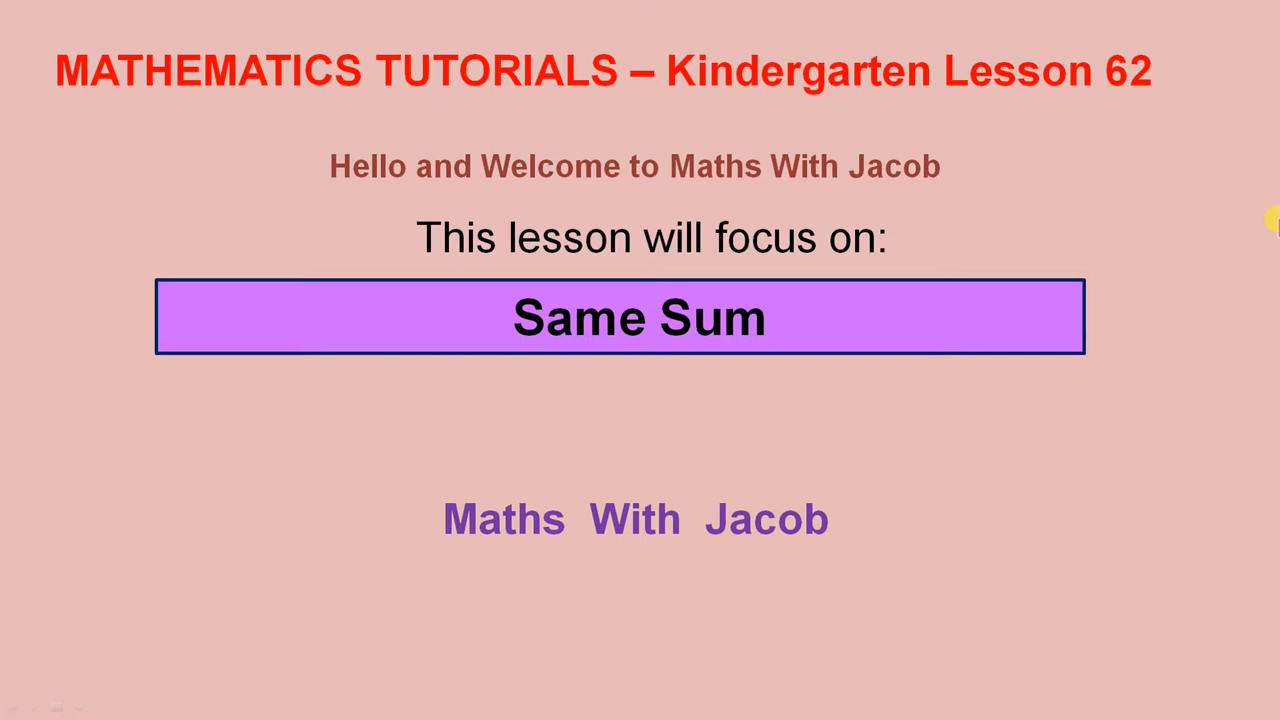 MATHEMATICS TUTORIALS – Kindergarten Lesson 62
Hello and Welcome to Maths With Jacob
This lesson will focus on:
Same Sum
Maths With Jacob